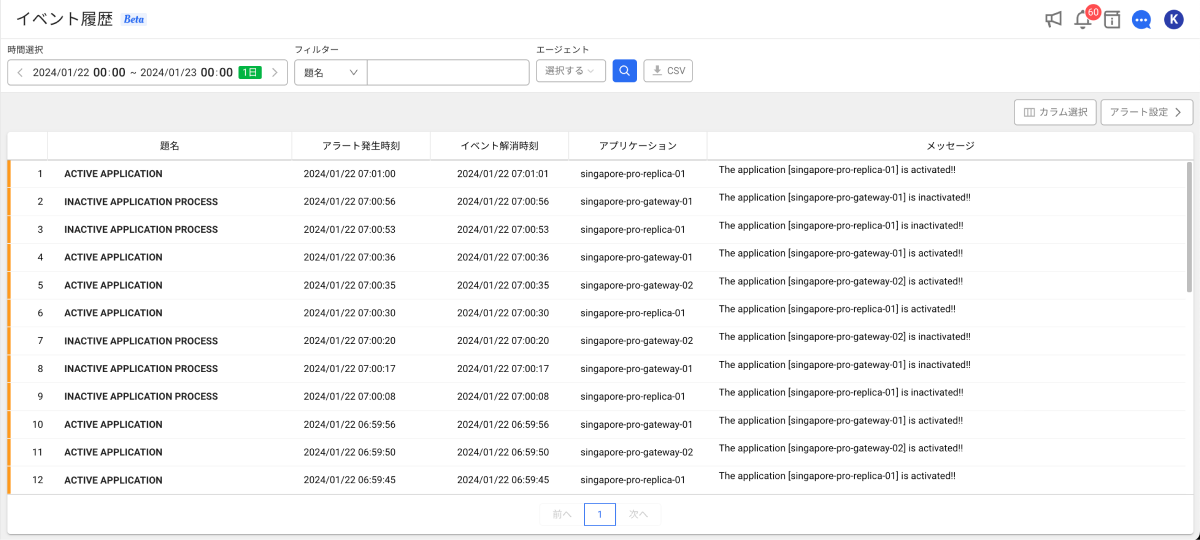 イベント履歴 Beta
60
K
時間選択 フィルター エージェント
2024/01/22 00:00 ~ 2024/01/23 00:00 1日 題名 選択する CSV
カラム選択 アラート設定
題名 アラート発生時刻 イベント解消時刻 アプリケーション メッセージ
1 ACTIVE APPLICATION 2024/01/22 07:01:00 2024/01/22 07:01:01 singapore-pro-replica-01 The application [singapore-pro-replica-01] is activated!!
2 INACTIVE APPLICATION PROCESS 2024/01/22 07:00:56 2024/01/22 07:00:56 singapore-pro-gateway-01 The application [singapore-pro-gateway-01] is inactivated!!
3 INACTIVE APPLICATION PROCESS 2024/01/22 07:00:53 2024/01/22 07:00:53 singapore-pro-replica-01 The application [singapore-pro-replica-01] is inactivated!!
4 ACTIVE APPLICATION 2024/01/22 07:00:36 2024/01/22 07:00:36 singapore-pro-gateway-01 The application [singapore-pro-gateway-01] is activated!!
5 ACTIVE APPLICATION 2024/01/22 07:00:35 2024/01/22 07:00:35 singapore-pro-gateway-02 The application [singapore-pro-gateway-02] is activated!!
6 ACTIVE APPLICATION 2024/01/22 07:00:30 2024/01/22 07:00:30 singapore-pro-replica-01 The application [singapore-pro-replica-01] is activated!!
7 INACTIVE APPLICATION PROCESS 2024/01/22 07:00:20 2024/01/22 07:00:20 singapore-pro-gateway-02 The application [singapore-pro-gateway-02] is inactivated!!
8 INACTIVE APPLICATION PROCESS 2024/01/22 07:00:17 2024/01/22 07:00:17 singapore-pro-gateway-01 The application [singapore-pro-gateway-01] is inactivated!!
9 INACTIVE APPLICATION PROCESS 2024/01/22 07:00:08 2024/01/22 07:00:08 singapore-pro-replica-01 The application [singapore-pro-replica-01] is inactivated!!
10 ACTIVE APPLICATION 2024/01/22 06:59:56 2024/01/22 06:59:56 singapore-pro-gateway-01 The application [singapore-pro-gateway-01] is activated!!
11 ACTIVE APPLICATION 2024/01/22 06:59:50 2024/01/22 06:59:50 singapore-pro-gateway-02 The application [singapore-pro-gateway-02] is activated!!
12 ACTIVE APPLICATION 2024/01/22 06:59:45 2024/01/22 06:59:45 singapore-pro-replica-01 The application [singapore-pro-replica-01] is activated!!
前へ 1 次へ